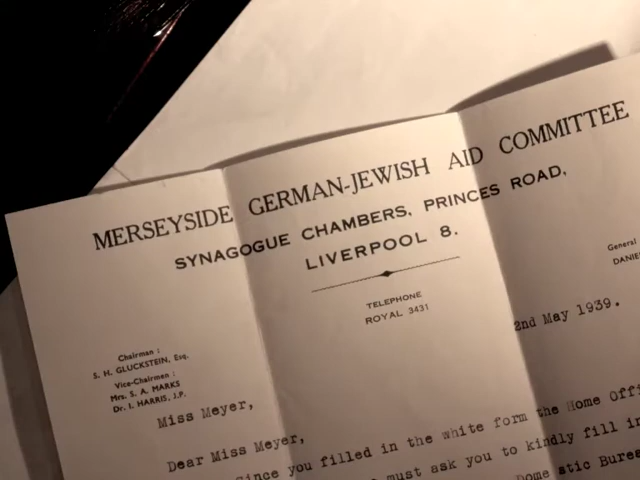 MERSEYSIDE GERMAN-JEWISH AID COMMITTEE
SYNAGOGUE CHAMBERS, PRINCES ROAD,
LIVERPOOL 8.
TELEPHONE
ROYAL 3431
General
2nd May 1939.
Chairman :
S. H. GLUCKSTEIN, Esq.
Vice-Chairmen :
Mrs. S. A. MARKS
Dr. I. HARRIS, J.P.
Miss Meyer,
Dear Miss Meyer,
Since you filled in the white form the Home
must ask you to kindly fill
Dome stic